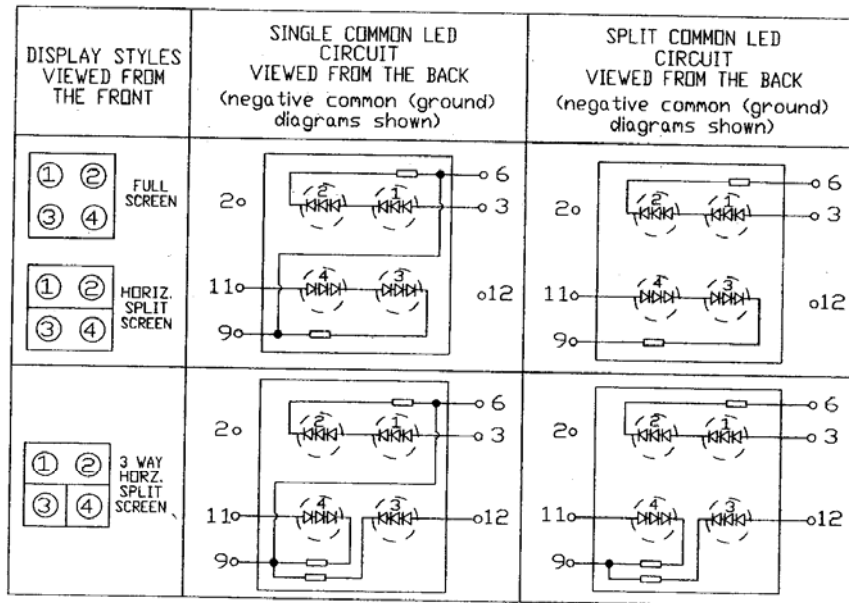 DISPLAY STYLES
VIEWED FROM
THE FRONT
SINGLE COMMON LED
CIRCUIT
VIEWED FROM THE BACK
(negative common (ground)
diagrams shown)
SPLIT COMMON LED
CIRCUIT
VIEWED FROM THE BACK
(negative common (ground)
diagrams shown)
1 2
3 4
FULL
SCREEN
1 2
3 4
HORIZ.
SPLIT
SCREEN
6
2 2 1 3
11 4 3 12
9
6
2 2 1 3
11 4 3 12
9
1 2
3 4
3 WAY
HORZ.
SPLIT
SCREEN
6
2 2 1 3
11 4 3 12
9
6
2 2 1 3
11 4 3 12
9